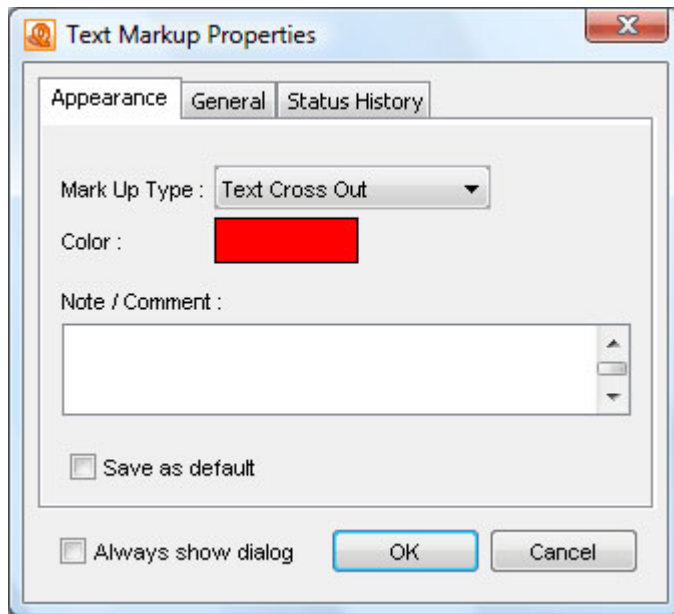 Text Markup Properties
Appearance General Status History
Mark Up Type : Text Cross Out
Color :
Note / Comment :
Save as default
Always show dialog OK Cancel